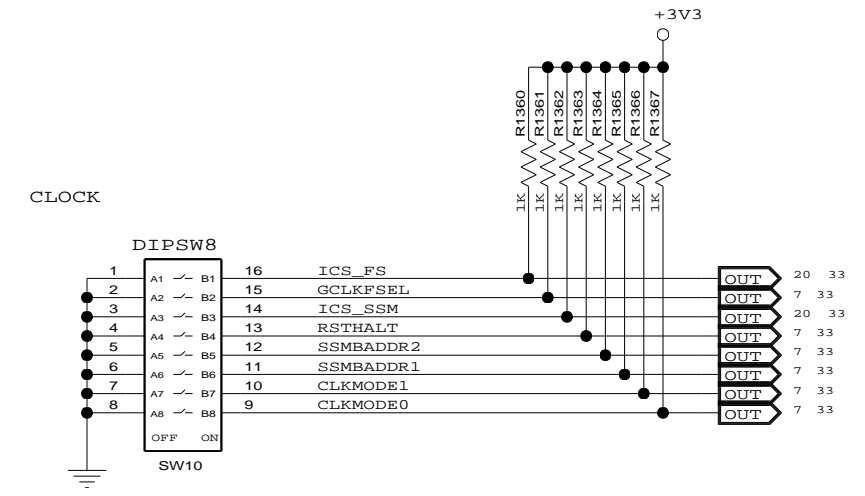 +3V3
R1360
R1361
R1362
R1363
R1364
R1365
R1366
R1367
1K 1K 1K 1K 1K 1K 1K 1K
CLOCK
DIPSW8
1 A1 B1 16 ICS_FS OUT 20 33
2 A2 B2 15 GCLKFSEL OUT 7 33
3 A3 B3 14 ICS_SSM OUT 20 33
4 A4 B4 13 RSTHALT OUT 7 33
5 A5 B5 12 SSMBADDR2 OUT 7 33
6 A6 B6 11 SSMBADDR1 OUT 7 33
7 A7 B7 10 CLKMODE1 OUT 7 33
8 A8 B8 9 CLKMODE0 OUT 7 33
OFF ON
SW10